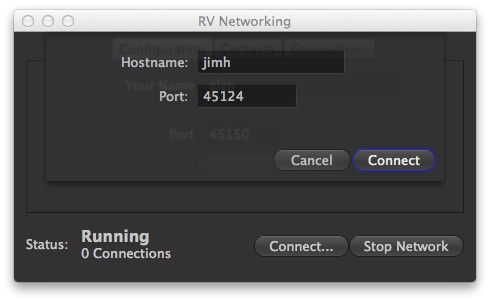 RV Networking
Configuration Contacts Connections
Hostname: jimh
Your Name
Port: 45124
Port 45150
Cancel Connect
Status: Running
0 Connections
Connect... Stop Network